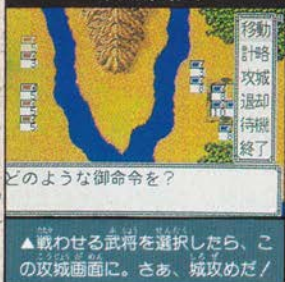 移動
計略
攻城
退却
待機
終了
どのような御命令を?
▲戦わせる武将を選択したら、こ
の攻城画面に。さぁ、城攻めだ!